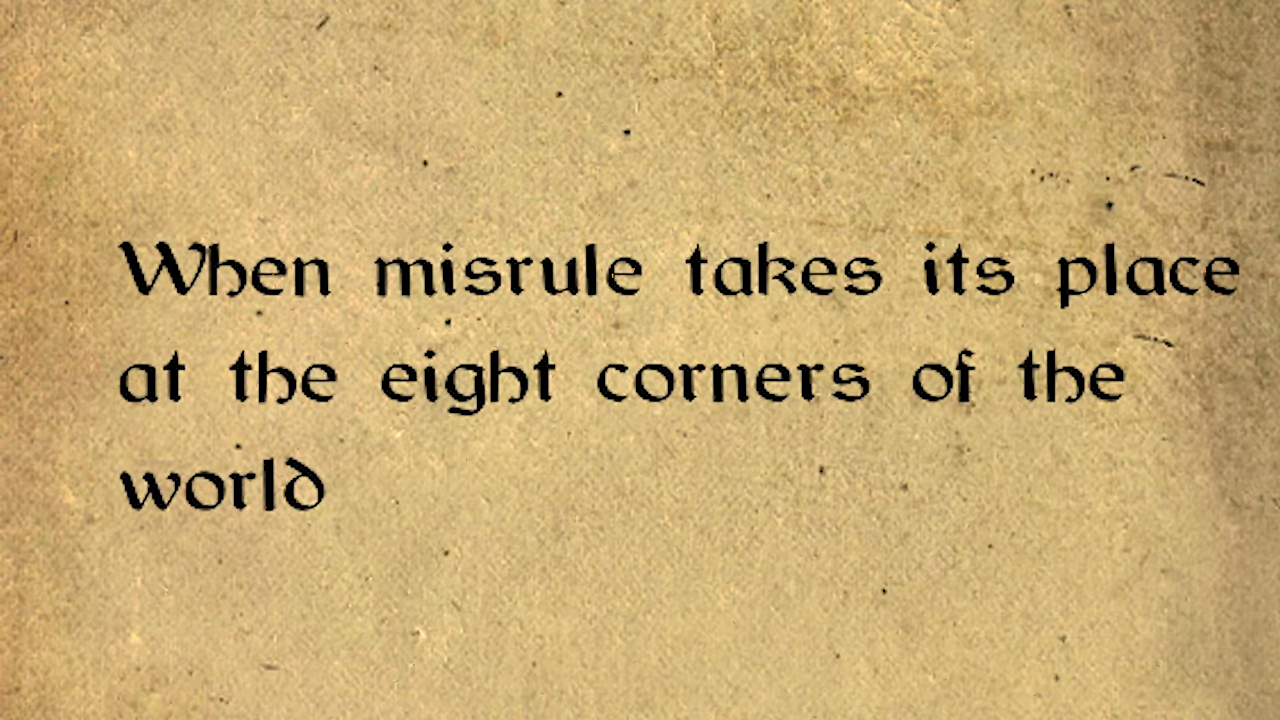 When misrule takes its place
at the eight corners of the
world